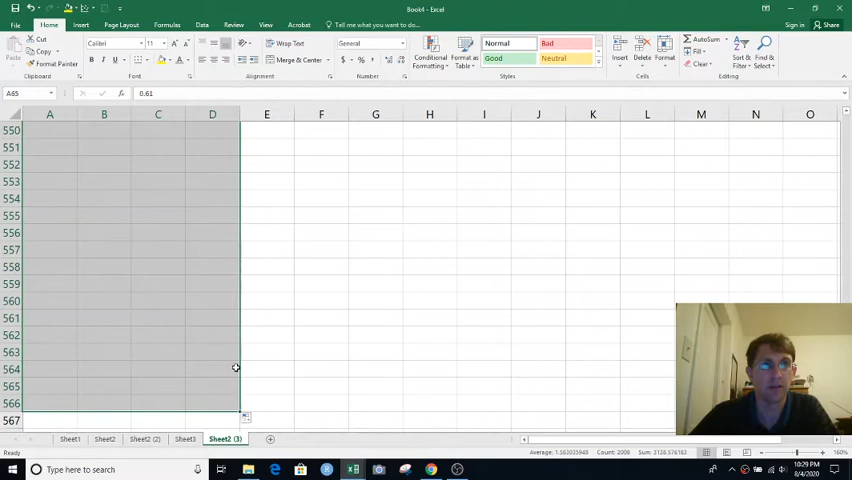 Book4 - Excel
File Home Insert Page Layout Formulas Data Review View Acrobat Tell me what you want to do... Sign in Share
Paste Cut Copy Format Painter Clipboard
Calibri 11 A A B I U A Font
Wrap Text Merge & Center Alignment
General $ % , Number
Conditional Formatting Format as Table Normal Bad Good Neutral Styles
Insert Delete Format Cells
AutoSum Fill Clear Sort & Filter Find & Select Editing
A65 fx 0.61
A B C D E F G H I J K L M N O
550
551
552
553
554
555
556
557
558
559
560
561
562
563
564
565
566
567
Sheet1 Sheet2 Sheet2 (2) Sheet3 Sheet2 (3)
Count: 2008 160%
Type here to search
10:29 PM
8/4/2020